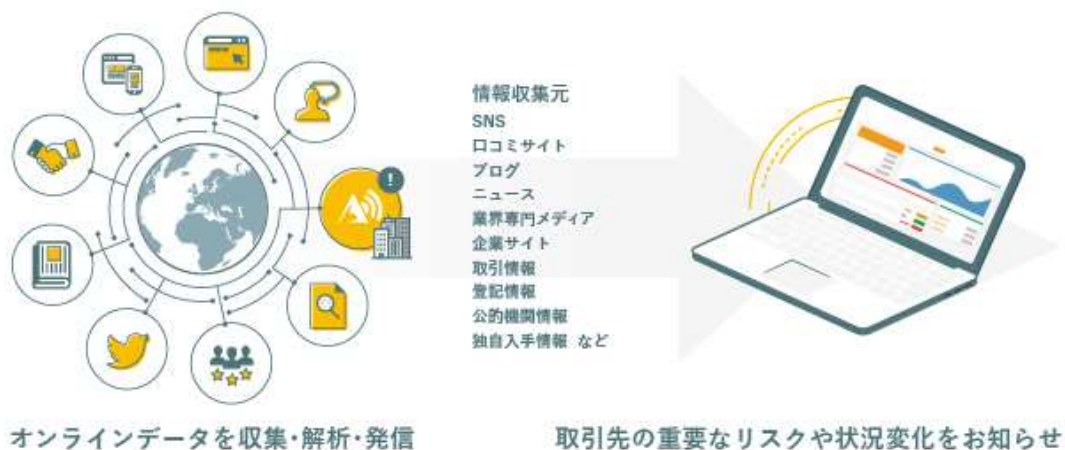 情報収集元
SNS
口コミサイト
ブログ
ニュース
業界専門メディア
企業サイト
取引情報
登記情報
公的機関情報
独自入手情報 など
オンラインデータを収集・解析・発信
取引先の重要なリスクや状況変化をお知らせ